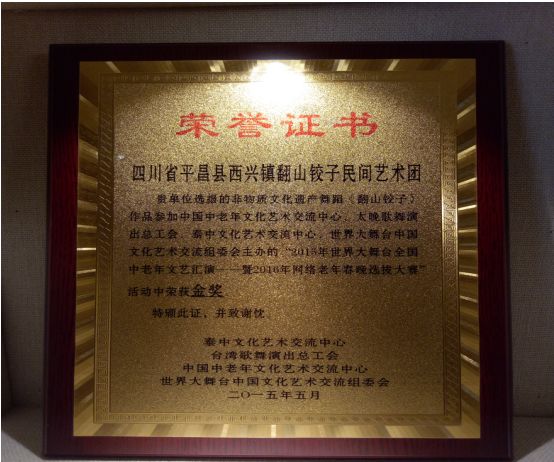 荣誉证书
四川省平昌县西兴镇翻山铰子民间艺术团
贵单位选摄的非物质文化遗产舞蹈《翻山铰子》
作品参加中国中老年文化艺术交流中心、太晚歌舞演
出总工会、泰中文化艺术交流中心、世界大舞台中国
文化艺术交流组委会主办的“2015年世界大舞台全国
中老年文艺汇演——暨2016年网络老年春晚选拔大赛”
活动中荣获金奖
特颁此证，并致谢忱。
泰中文化艺术交流中心
台湾歌舞演出总工会
中国中老年文化艺术交流中心
世界大舞台中国文化艺术交流组委会
二〇一五年五月